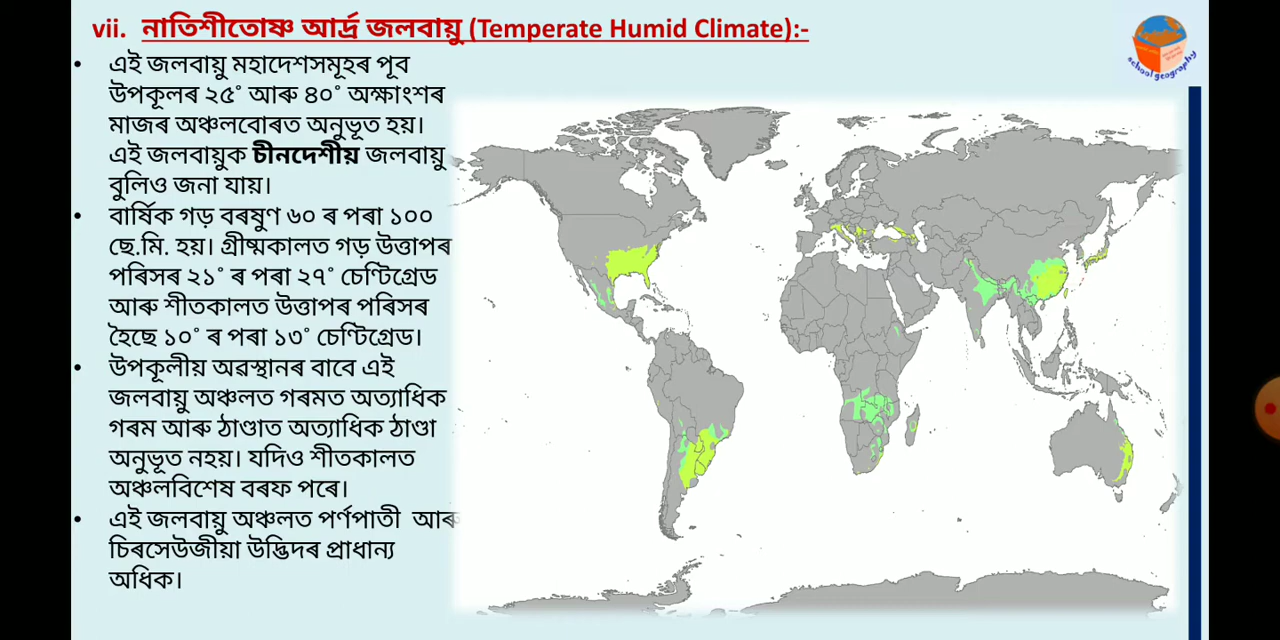 vii. নাতিশীতোষ্ণ আৰ্দ্ৰ জলবায়ু (Temperate Humid Climate):-
• এই জলবায়ু মহাদেশসমূহৰ পূব
উপকূলৰ ২৫˚ আৰু ৪০˚ অক্ষাংশৰ
মাজৰ অঞ্চলবোৰত অনুভূত হয়।
এই জলবায়ুক চীনদেশীয় জলবায়ু
বুলিও জনা যায়।
• বাৰ্ষিক গড় বৰষুণ ৬০ ৰ পৰা ১০০
ছে.মি. হয়। গ্ৰীষ্মকালত গড় উত্তাপৰ
পৰিসৰ ২১˚ ৰ পৰা ২৭˚ চেণ্টিগ্ৰেড
আৰু শীতকালত উত্তাপৰ পৰিসৰ
হৈছে ১০˚ ৰ পৰা ১৩˚ চেণ্টিগ্ৰেড।
• উপকূলীয় অৱস্থানৰ বাবে এই
জলবায়ু অঞ্চলত গৰমত অত্যাধিক
গৰম আৰু ঠাণ্ডাত অত্যাধিক ঠাণ্ডা
অনুভূত নহয়। যদিও শীতকালত
অঞ্চলবিশেষ বৰফ পৰে।
• এই জলবায়ু অঞ্চলত পৰ্ণপাতী আৰু
চিৰসেউজীয়া উদ্ভিদৰ প্ৰাধান্য
অধিক।
school geography